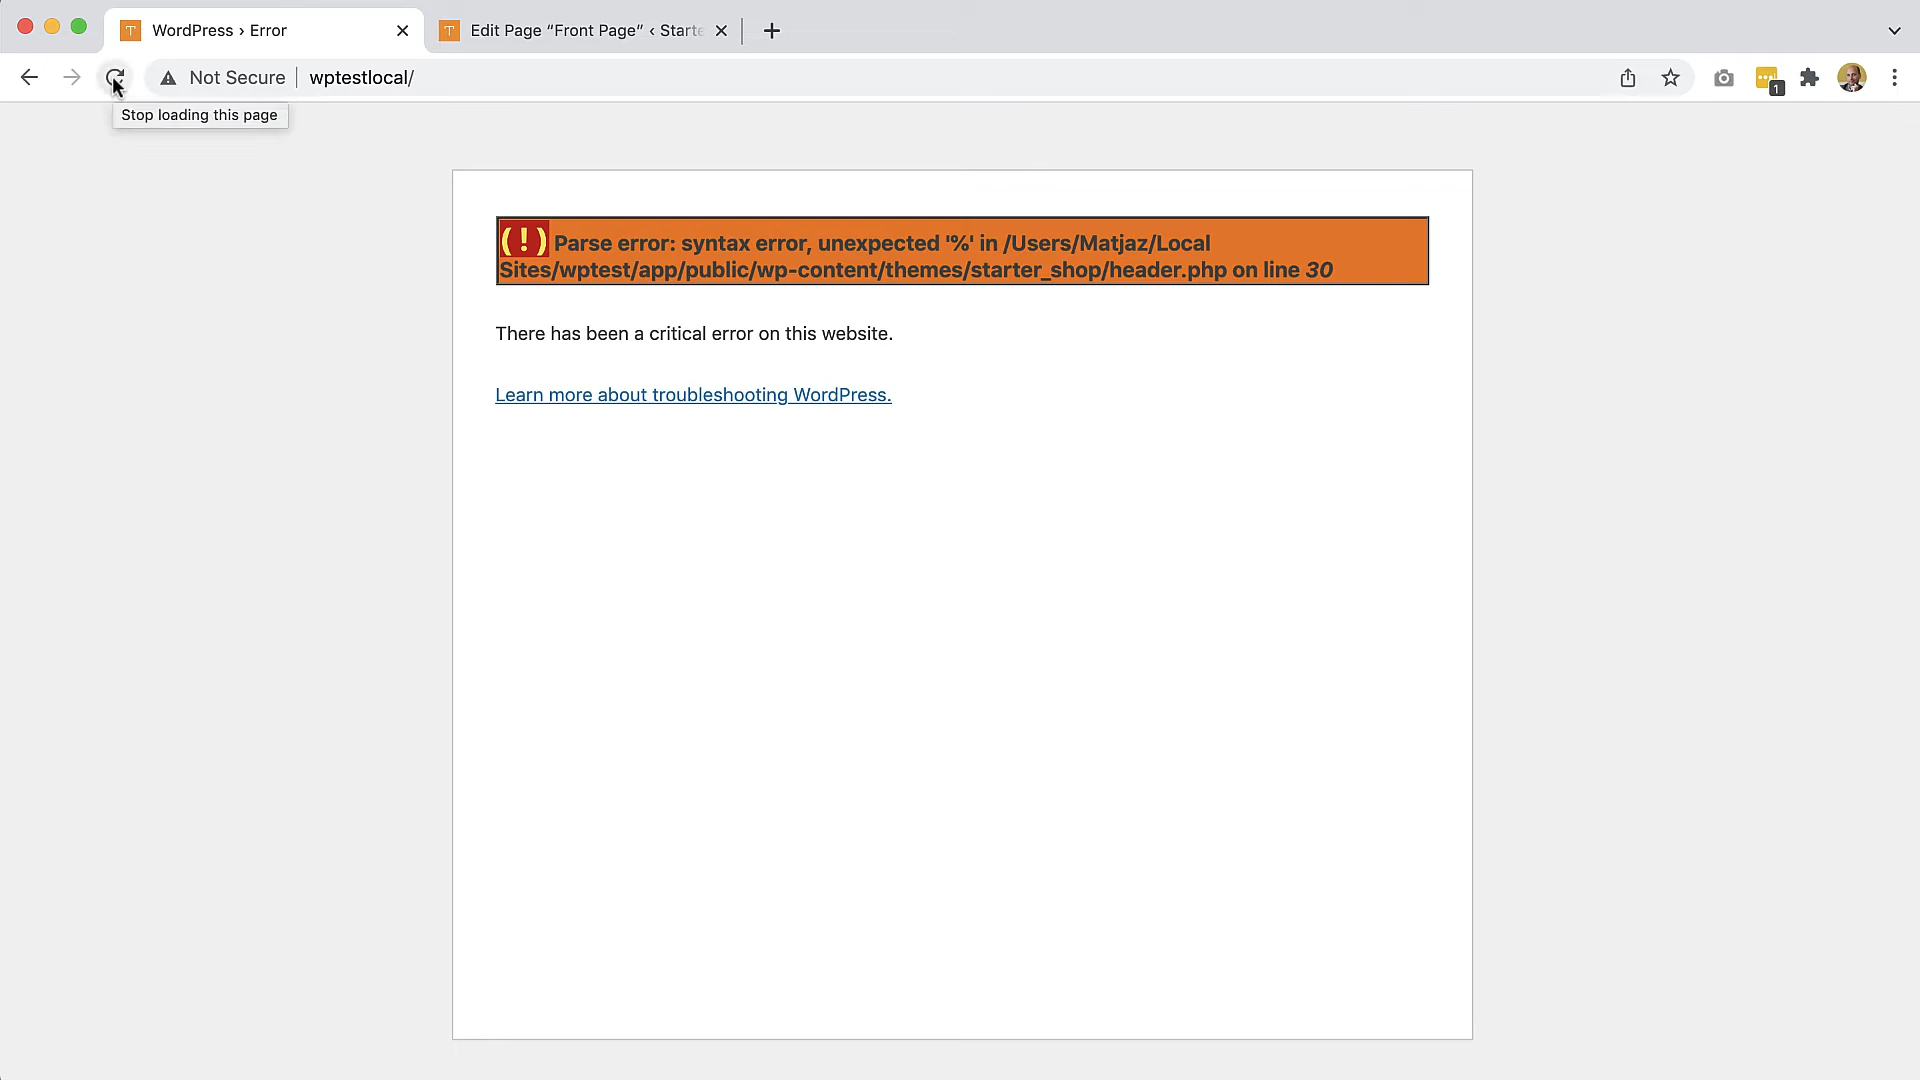 WordPress › Error
Edit Page “Front Page” ‹ Starte
Not Secure
wptestlocal/
1
Stop loading this page
(!) Parse error: syntax error, unexpected '%' in /Users/Matjaz/Local
Sites/wptest/app/public/wp-content/themes/starter_shop/header.php on line 30
There has been a critical error on this website.
Learn more about troubleshooting WordPress.